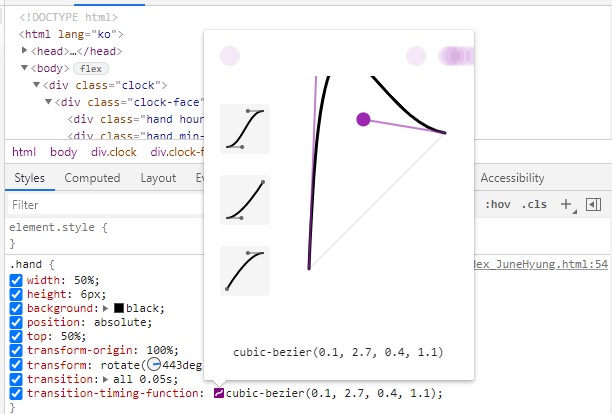 <!DOCTYPE html>
<html lang="ko">
<head>…</head>
<body> flex
<div class="clock">
<div class="clock-face"
<div class="hand hour
<div class="hand min-
html body div.clock div.clock-f
Styles Computed Layout Ev Accessibility
Filter :hov .cls
element.style {
}
.hand { dex_JuneHyung.html:54
width: 50%;
height: 6px;
background: black;
position: absolute;
top: 50%;
transform-origin: 100%;
transform: rotate(443deg
transition: all 0.05s;
transition-timing-function: cubic-bezier(0.1, 2.7, 0.4, 1.1);
}
cubic-bezier(0.1, 2.7, 0.4, 1.1)